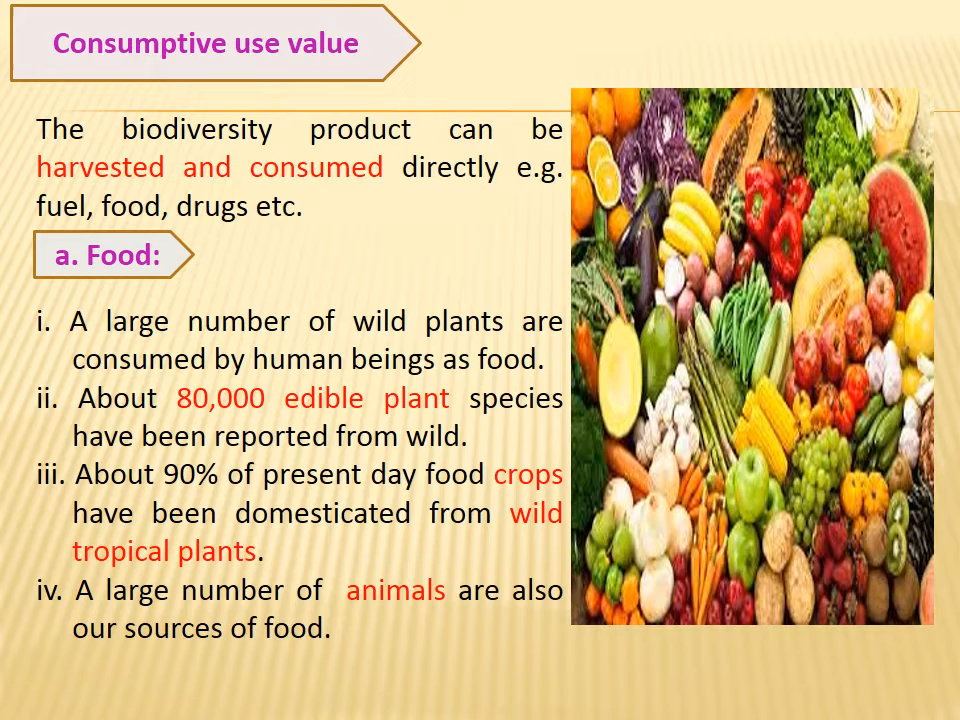 Consumptive use value
The biodiversity product can be
harvested and consumed directly e.g.
fuel, food, drugs etc.
a. Food:
i. A large number of wild plants are
consumed by human beings as food.
ii. About 80,000 edible plant species
have been reported from wild.
iii. About 90% of present day food crops
have been domesticated from wild
tropical plants.
iv. A large number of animals are also
our sources of food.